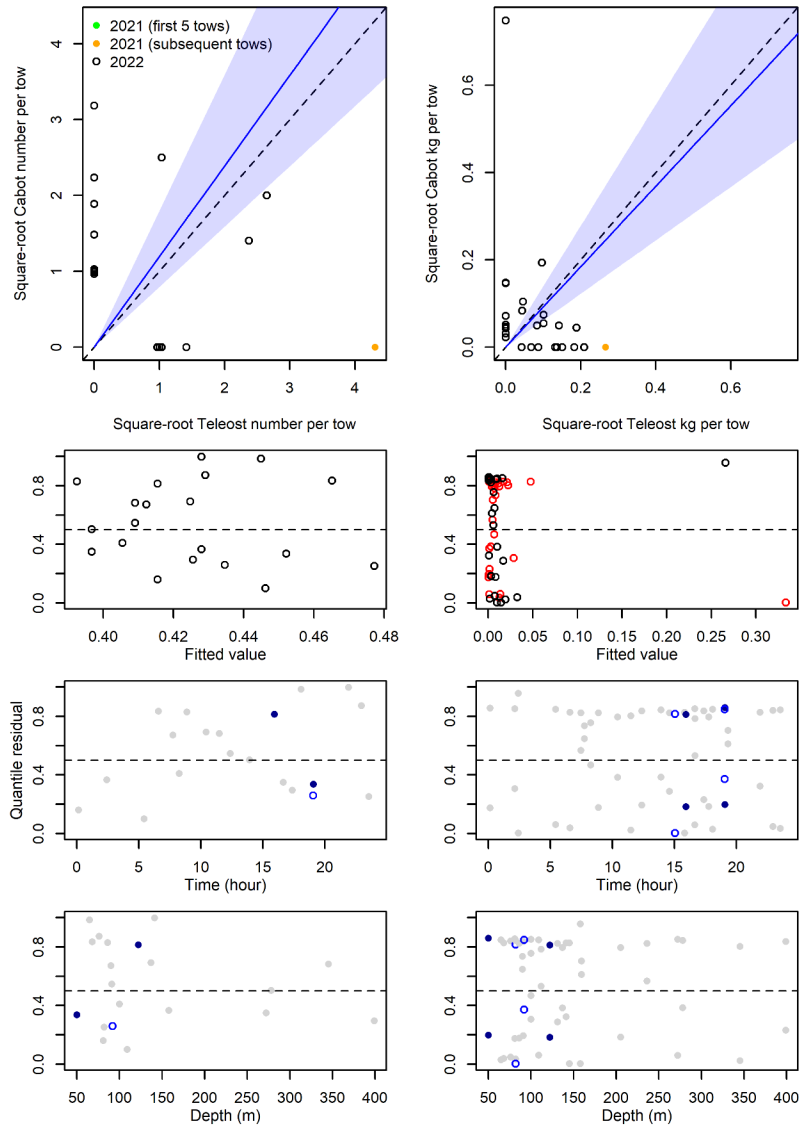 2021 (first 5 tows)
2021 (subsequent tows)
2022
Square-root Cabot number per tow
0 1 2 3 4
0 1 2 3 4
Square-root Teleost number per tow
Square-root Cabot kg per tow
0.0 0.2 0.4 0.6
0.0 0.2 0.4 0.6
Square-root Teleost kg per tow
0.0 0.4 0.8
0.40 0.42 0.44 0.46 0.48
Fitted value
0.0 0.4 0.8
0.00 0.05 0.10 0.15 0.20 0.25 0.30
Fitted value
Quantile residual
0.0 0.4 0.8
0 5 10 15 20
Time (hour)
0.0 0.4 0.8
0 5 10 15 20
Time (hour)
0.0 0.4 0.8
50 100 150 200 250 300 350 400
Depth (m)
0.0 0.4 0.8
50 100 150 200 250 300 350 400
Depth (m)